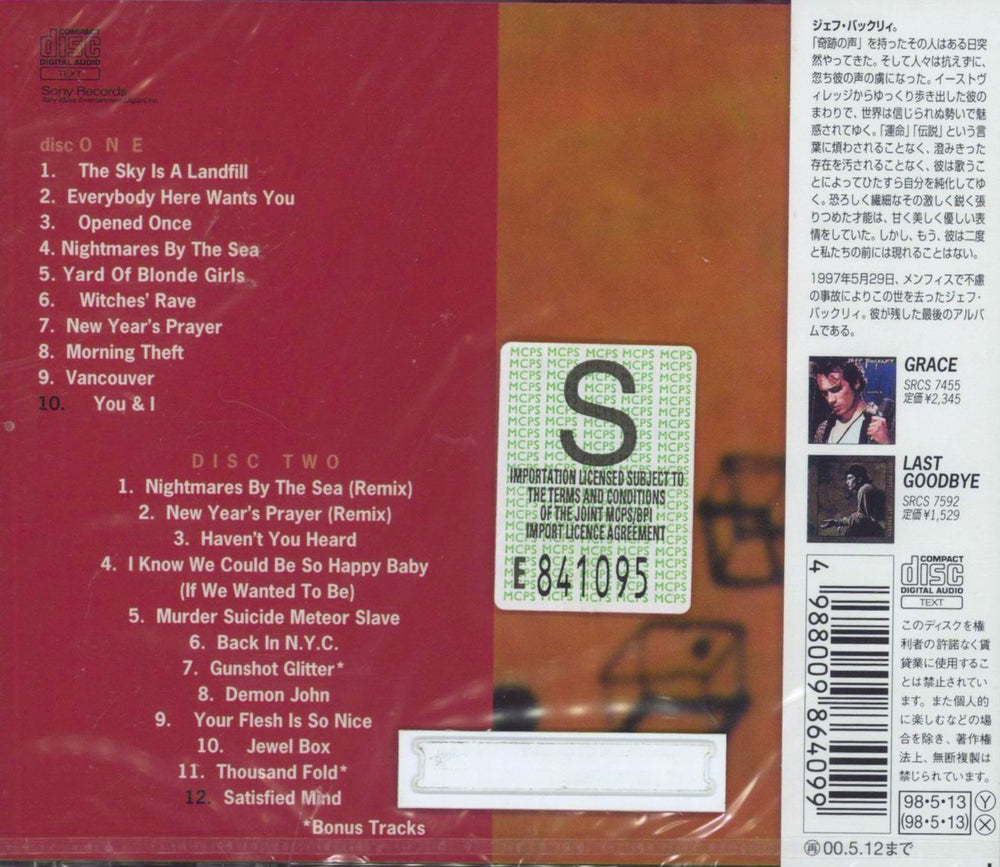 COMPACT
disc
DIGITAL AUDIO
TEXT
Sony Records
Sony Music Entertainment (Japan) Inc.
disc ONE
1. The Sky Is A Landfill
2. Everybody Here Wants You
3. Opened Once
4. Nightmares By The Sea
5. Yard Of Blonde Girls
6. Witches' Rave
7. New Year's Prayer
8. Morning Theft
9. Vancouver
10. You & I
DISC TWO
1. Nightmares By The Sea (Remix)
2. New Year's Prayer (Remix)
3. Haven't You Heard
4. I Know We Could Be So Happy Baby
(If We Wanted To Be)
5. Murder Suicide Meteor Slave
6. Back In N.Y.C.
7. Gunshot Glitter*
8. Demon John
9. Your Flesh Is So Nice
10. Jewel Box
11. Thousand Fold*
12. Satisfied Mind
*Bonus Tracks
MCPS MCPS MCPS MCPS MCPS
S
IMPORTATION LICENSED SUBJECT TO
THE TERMS AND CONDITIONS
OF THE JOINT MCPS/BPI
IMPORT LICENCE AGREEMENT
E 841095
ジェフ・バックリィ。
「奇跡の声」を持ったその人はある日突
然やってきた。そして人々は抗えずに、
忽ち彼の声の虜になった。イーストヴ
ィレッジからゆっくり歩き出した彼の
まわりで、世界は信じられぬ勢いで魅
惑されてゆく。「運命」「伝説」という言
葉に煩わされることなく、澄みきった
存在を汚されることなく、彼は歌うこ
とによってひたすら自分を純化してゆ
く。恐ろしく繊細なその激しく鋭く張
りつめた才能は、甘く美しく優しい表
情をしていた。しかし、もう、彼は二度
と私たちの前には現れることはない。
1997年5月29日、メンフィスで不慮
の事故によりこの世を去ったジェフ・
バックリィ。彼が残した最後のアルバ
ムである。
JEFF BUCKLEY
GRACE
SRCS 7455
定価¥2,345
LAST
GOODBYE
SRCS 7592
定価¥1,529
4 988009 864099
COMPACT
disc
DIGITAL AUDIO
TEXT
このディスクを権
利者の許諾なく賃
貸業に使用するこ
とは禁止されてい
ます。また個人的
に楽しむなどの場
合を除き、著作権
法上、無断複製は
禁じられています。
98・5・13 Y
(98・5・13) X
再00.5.12まで